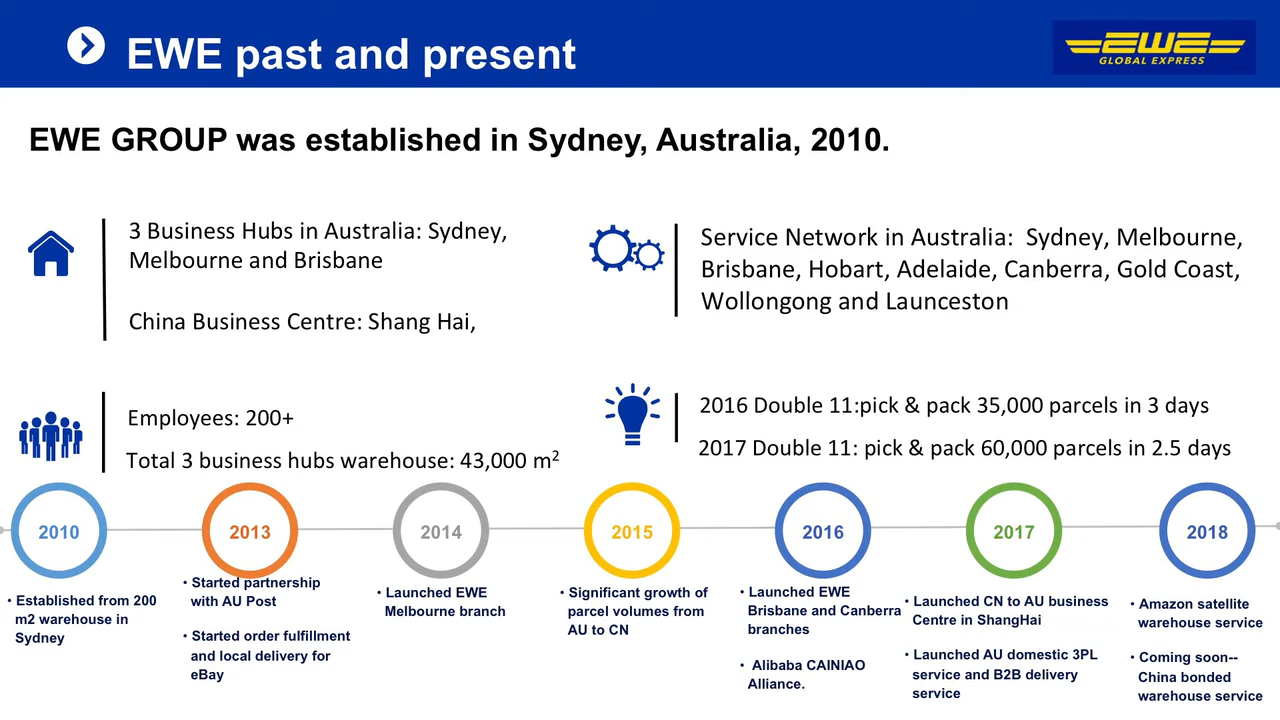 EWE past and present
EWE
GLOBAL EXPRESS
EWE GROUP was established in Sydney, Australia, 2010.
3 Business Hubs in Australia: Sydney,
Melbourne and Brisbane
China Business Centre: Shang Hai,
Service Network in Australia:  Sydney, Melbourne,
Brisbane, Hobart, Adelaide, Canberra, Gold Coast,
Wollongong and Launceston
Employees: 200+
Total 3 business hubs warehouse: 43,000 m²
2016 Double 11:pick & pack 35,000 parcels in 3 days
2017 Double 11: pick & pack 60,000 parcels in 2.5 days
2010
• Established from 200
m2 warehouse in
Sydney
2013
• Started partnership
with AU Post
• Started order fulfillment
and local delivery for
eBay
2014
• Launched EWE
Melbourne branch
2015
• Significant growth of
parcel volumes from
AU to CN
2016
• Launched EWE
Brisbane and Canberra
branches
• Alibaba CAINIAO
Alliance.
2017
• Launched CN to AU business
Centre in ShangHai
• Launched AU domestic 3PL
service and B2B delivery
service
2018
• Amazon satellite
warehouse service
• Coming soon--
China bonded
warehouse service